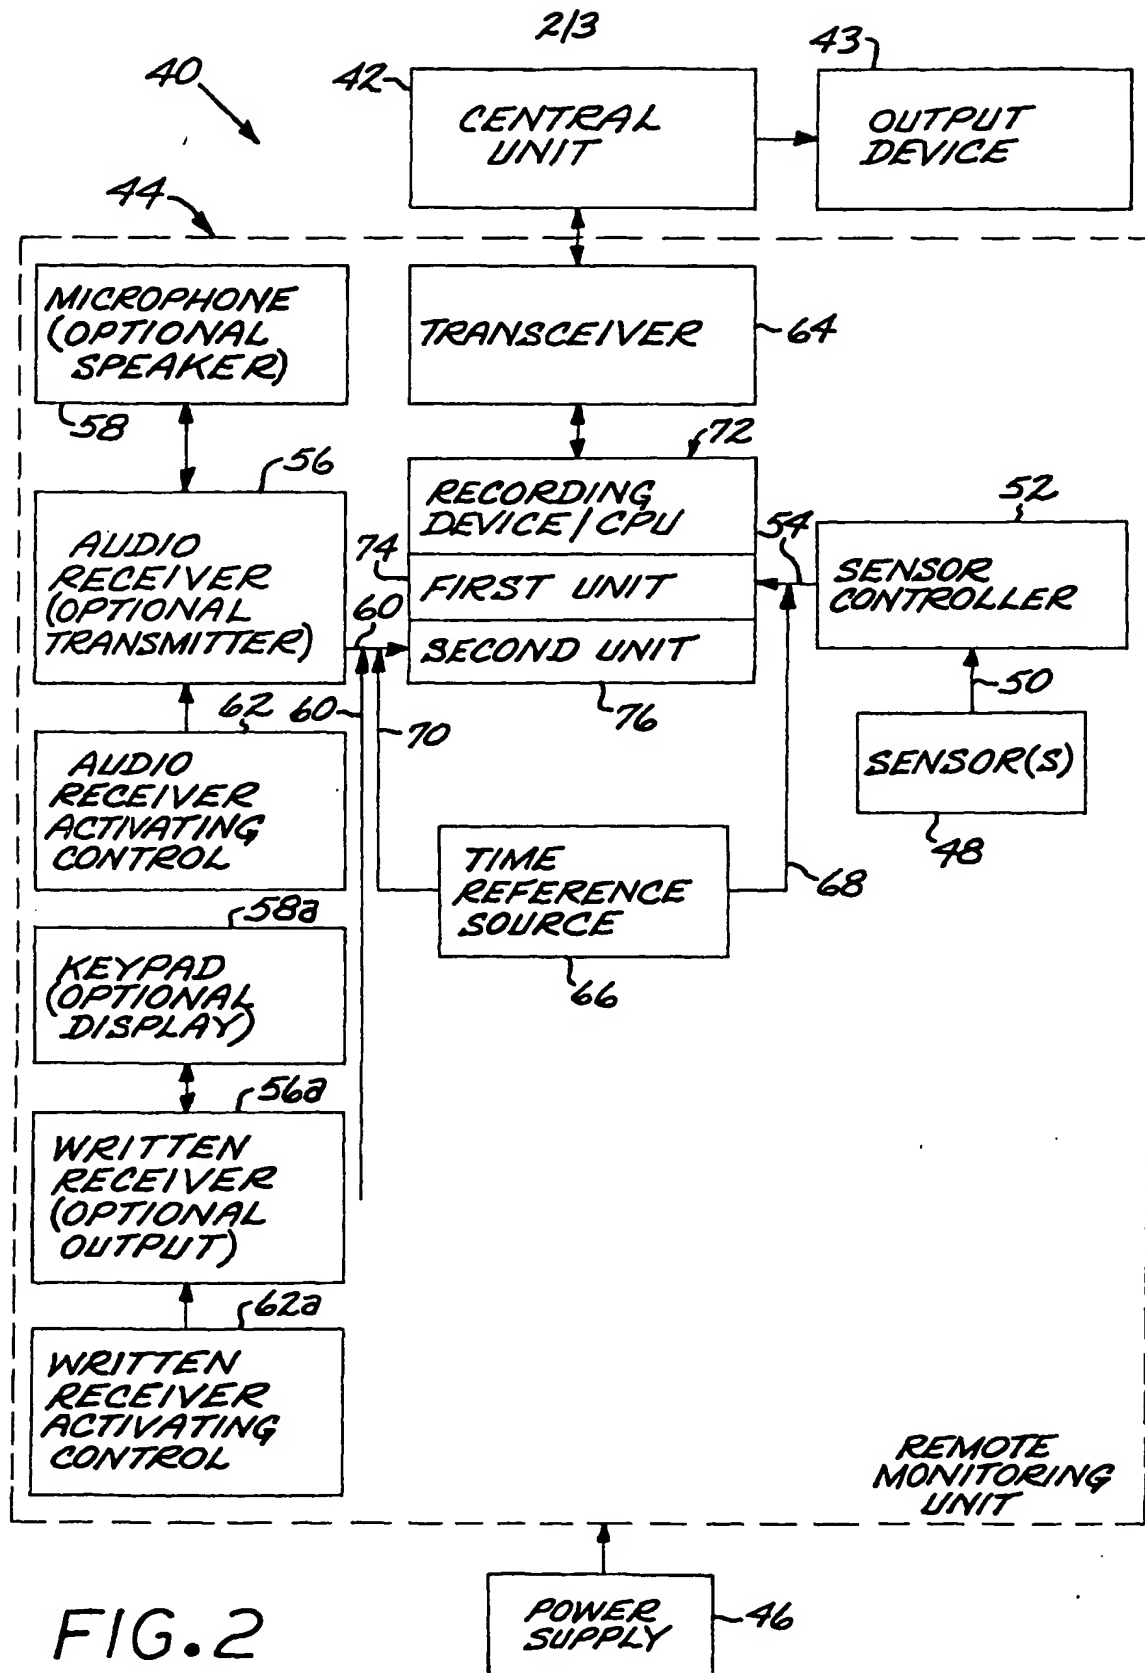 2/3
40
42
CENTRAL
UNIT
43
OUTPUT
DEVICE
44
MICROPHONE
(OPTIONAL
SPEAKER)
58
TRANSCEIVER
64
56
AUDIO
RECEIVER
(OPTIONAL
TRANSMITTER)
60
72
RECORDING
DEVICE/CPU
74
FIRST UNIT
SECOND UNIT
76
54
52
SENSOR
CONTROLLER
50
SENSOR(S)
48
62
60
70
AUDIO
RECEIVER
ACTIVATING
CONTROL
TIME
REFERENCE
SOURCE
66
68
58a
KEYPAD
(OPTIONAL
DISPLAY)
56a
WRITTEN
RECEIVER
(OPTIONAL
OUTPUT)
62a
WRITTEN
RECEIVER
ACTIVATING
CONTROL
REMOTE
MONITORING
UNIT
POWER
SUPPLY
46
FIG. 2